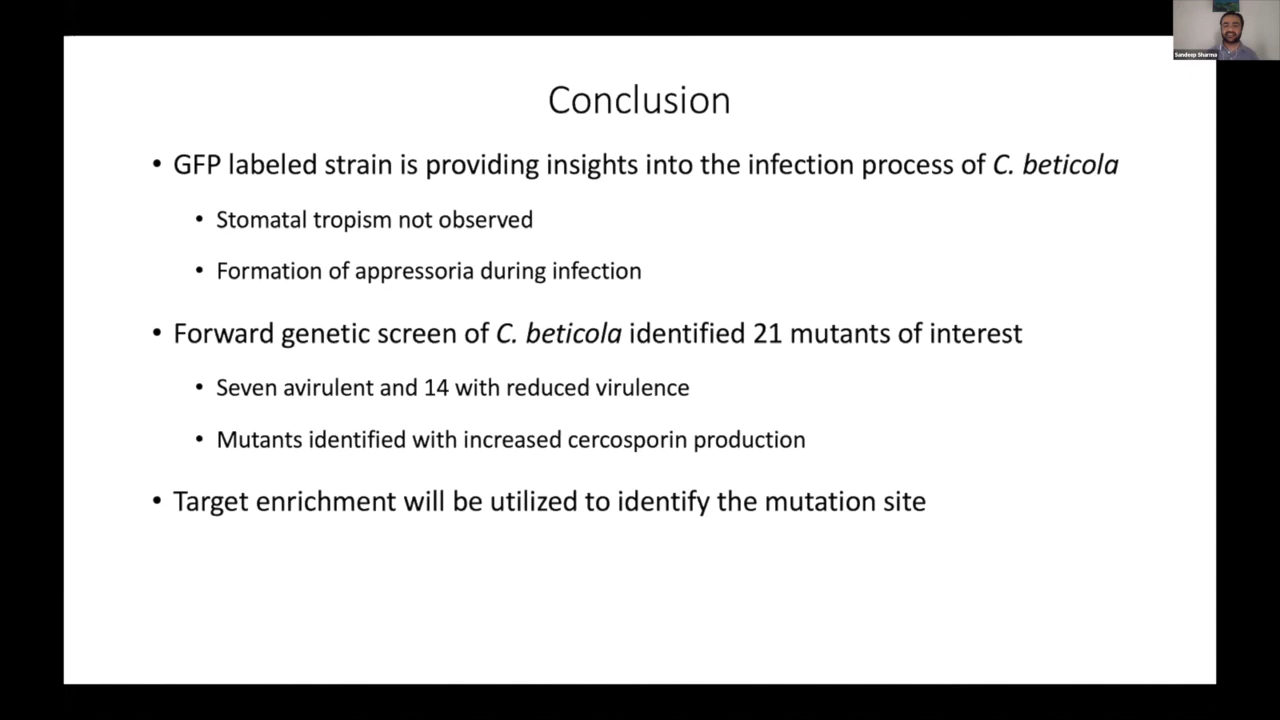 Sandeep Sharma
Conclusion
• GFP labeled strain is providing insights into the infection process of C. beticola
• Stomatal tropism not observed
• Formation of appressoria during infection
• Forward genetic screen of C. beticola identified 21 mutants of interest
• Seven avirulent and 14 with reduced virulence
• Mutants identified with increased cercosporin production
• Target enrichment will be utilized to identify the mutation site